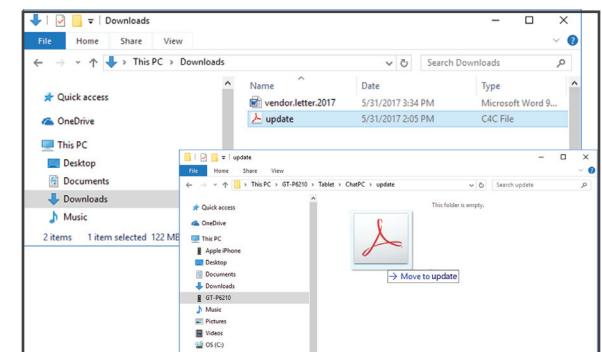 Downloads
File Home Share View
This PC > Downloads
Search Downloads
Name Date Type
vendor.letter.2017 5/31/2017 3:34 PM Microsoft Word 9...
update 5/31/2017 2:05 PM C4C File
Quick access
OneDrive
This PC
Desktop
Documents
Downloads
Music
2 items 1 item selected 122 MB
update
File Home Share View
This PC > GT-P6210 > Tablet > ChatPC > update
Search update
This folder is empty.
Quick access
OneDrive
This PC
Apple iPhone
Desktop
Documents
Downloads
GT-P6210
Music
Pictures
Videos
OS (C:)
Move to update